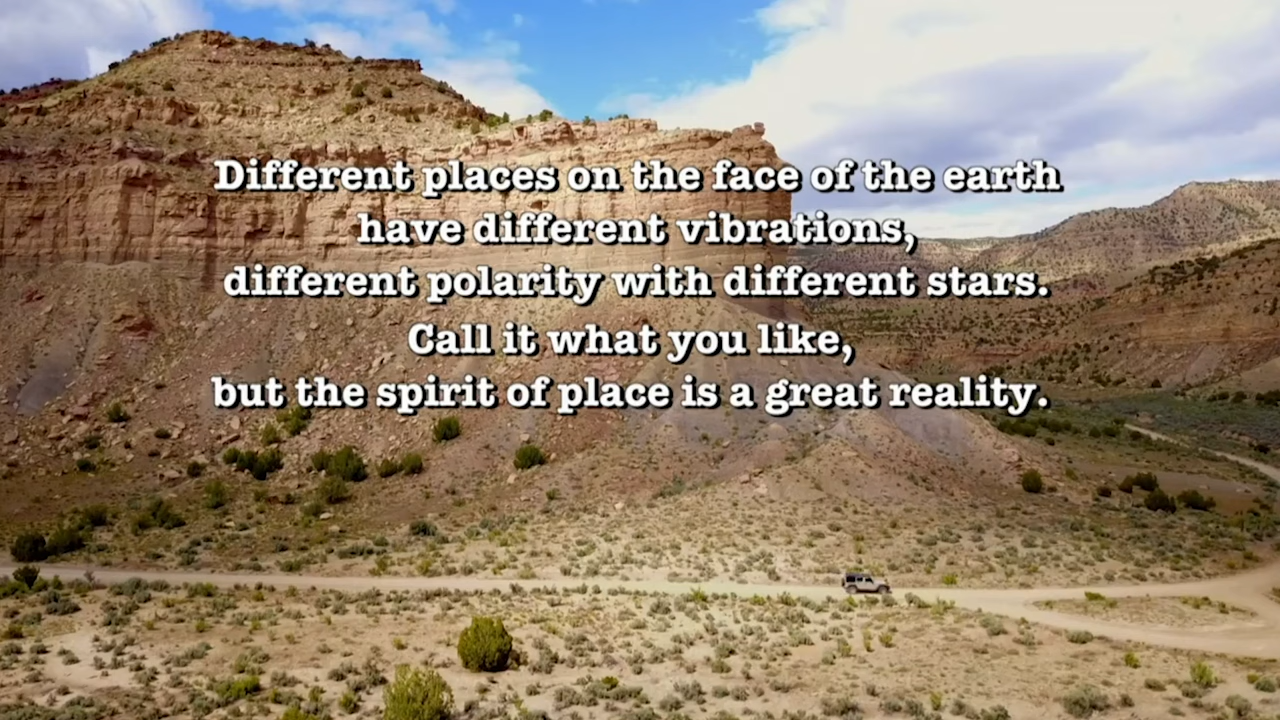 Different places on the face of the earth
have different vibrations,
different polarity with different stars.
Call it what you like,
but the spirit of place is a great reality.